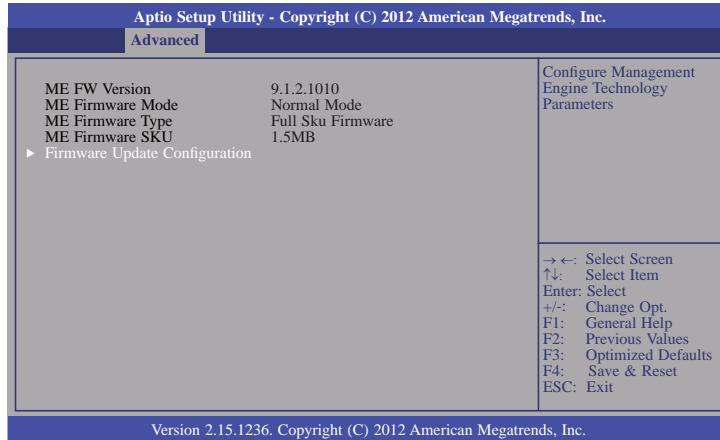 Aptio Setup Utility - Copyright (C) 2012 American Megatrends, Inc.
Advanced
ME FW Version 9.1.2.1010
ME Firmware Mode Normal Mode
ME Firmware Type Full Sku Firmware
ME Firmware SKU 1.5MB
▶ Firmware Update Configuration
Configure Management
Engine Technology
Parameters
→ ←: Select Screen
↑↓: Select Item
Enter: Select
+/-: Change Opt.
F1: General Help
F2: Previous Values
F3: Optimized Defaults
F4: Save & Reset
ESC: Exit
Version 2.15.1236. Copyright (C) 2012 American Megatrends, Inc.